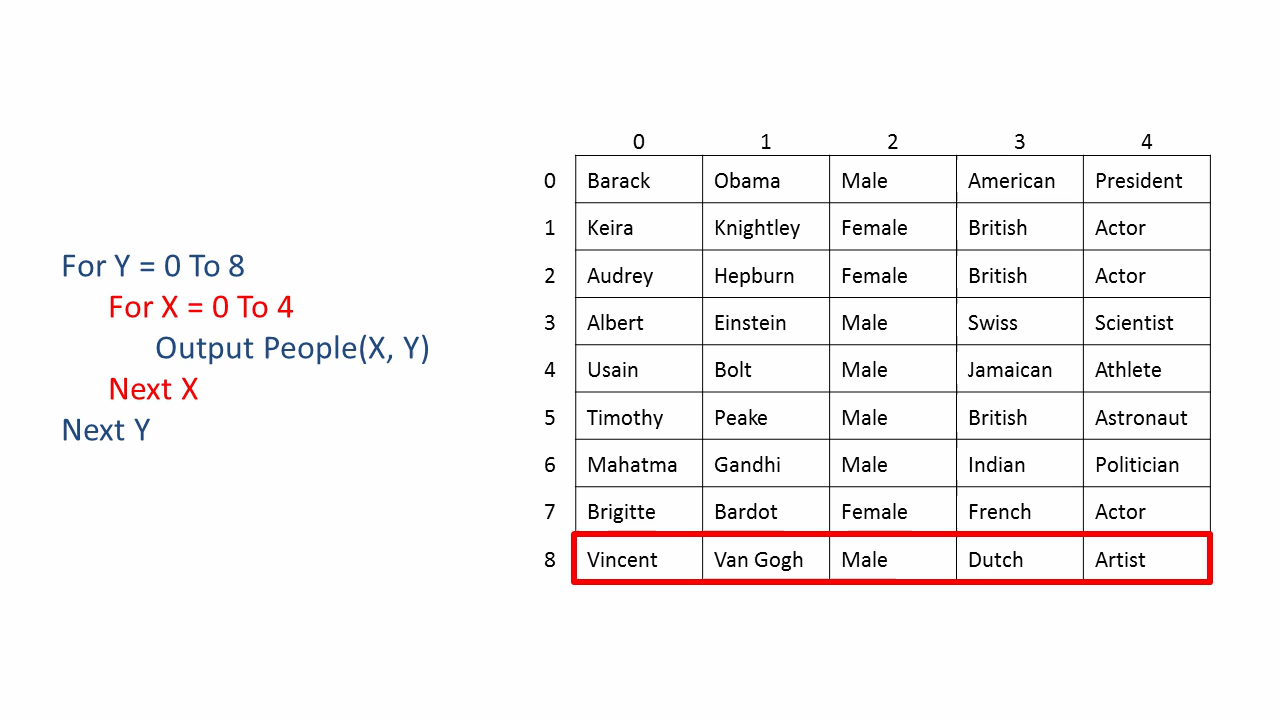 For Y = 0 To 8
For X = 0 To 4
Output People(X, Y)
Next X
Next Y
0 1 2 3 4
0 Barack Obama Male American President
1 Keira Knightley Female British Actor
2 Audrey Hepburn Female British Actor
3 Albert Einstein Male Swiss Scientist
4 Usain Bolt Male Jamaican Athlete
5 Timothy Peake Male British Astronaut
6 Mahatma Gandhi Male Indian Politician
7 Brigitte Bardot Female French Actor
8 Vincent Van Gogh Male Dutch Artist